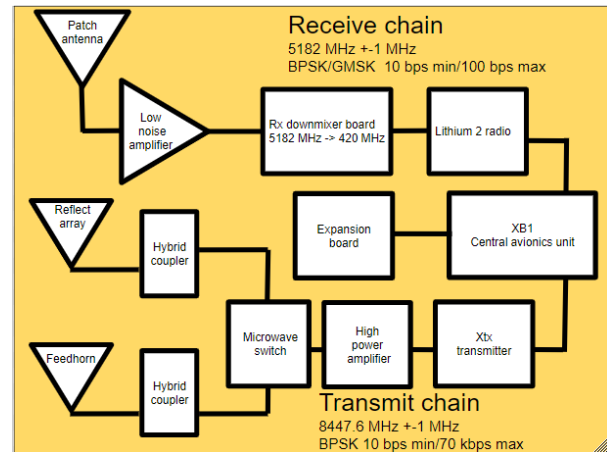 Patch
antenna
Receive chain
5182 MHz +-1 MHz
BPSK/GMSK 10 bps min/100 bps max
Low
noise
amplifier
Rx downmixer board
5182 MHz -> 420 MHz
Lithium 2 radio
Reflect
array
Hybrid
coupler
Expansion
board
XB1
Central avionics unit
Feedhorn
Hybrid
coupler
Microwave
switch
High
power
amplifier
Xtx
transmitter
Transmit chain
8447.6 MHz +-1 MHz
BPSK 10 bps min/70 kbps max